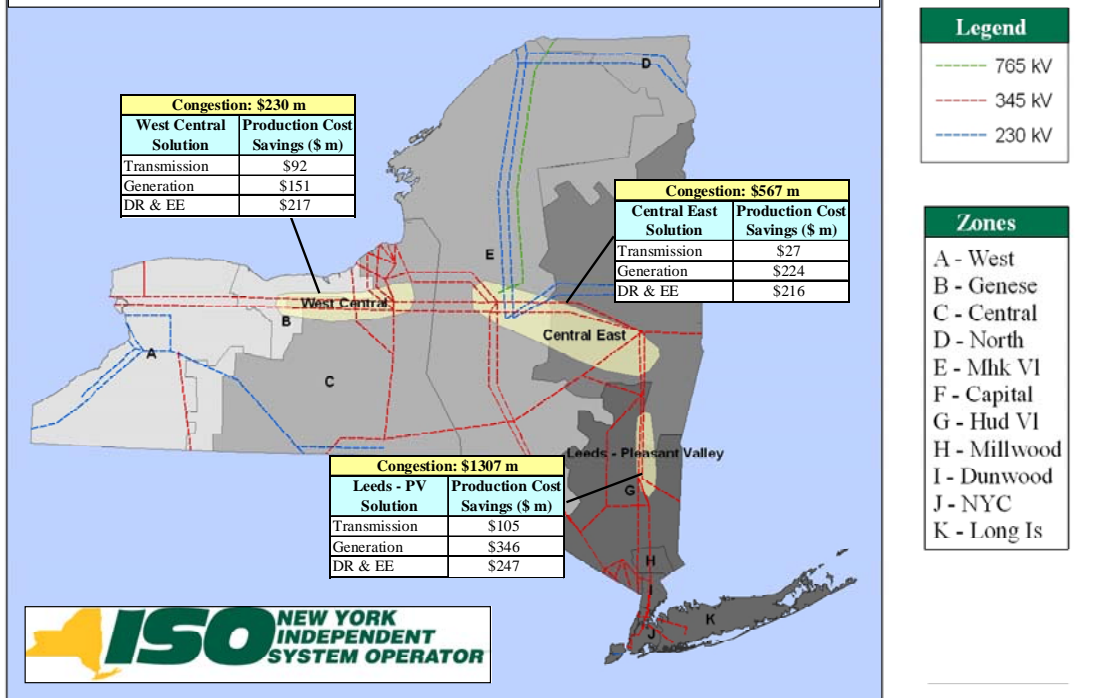 Congestion: $230 m
West Central Production Cost
Solution Savings ($ m)
Transmission $92
Generation $151
DR & EE $217
Congestion: $567 m
Central East Production Cost
Solution Savings ($ m)
Transmission $27
Generation $224
DR & EE $216
Congestion: $1307 m
Leeds - PV Production Cost
Solution Savings ($ m)
Transmission $105
Generation $346
DR & EE $247
D
E
West Central
B
Central East
A
C
Leeds - Pleasant Valley
G
H
I
K
J
ISO NEW YORK
INDEPENDENT
SYSTEM OPERATOR
Legend
765 kV
345 kV
230 kV
Zones
A - West
B - Genese
C - Central
D - North
E - Mhk Vl
F - Capital
G - Hud Vl
H - Millwood
I - Dunwood
J - NYC
K - Long Is